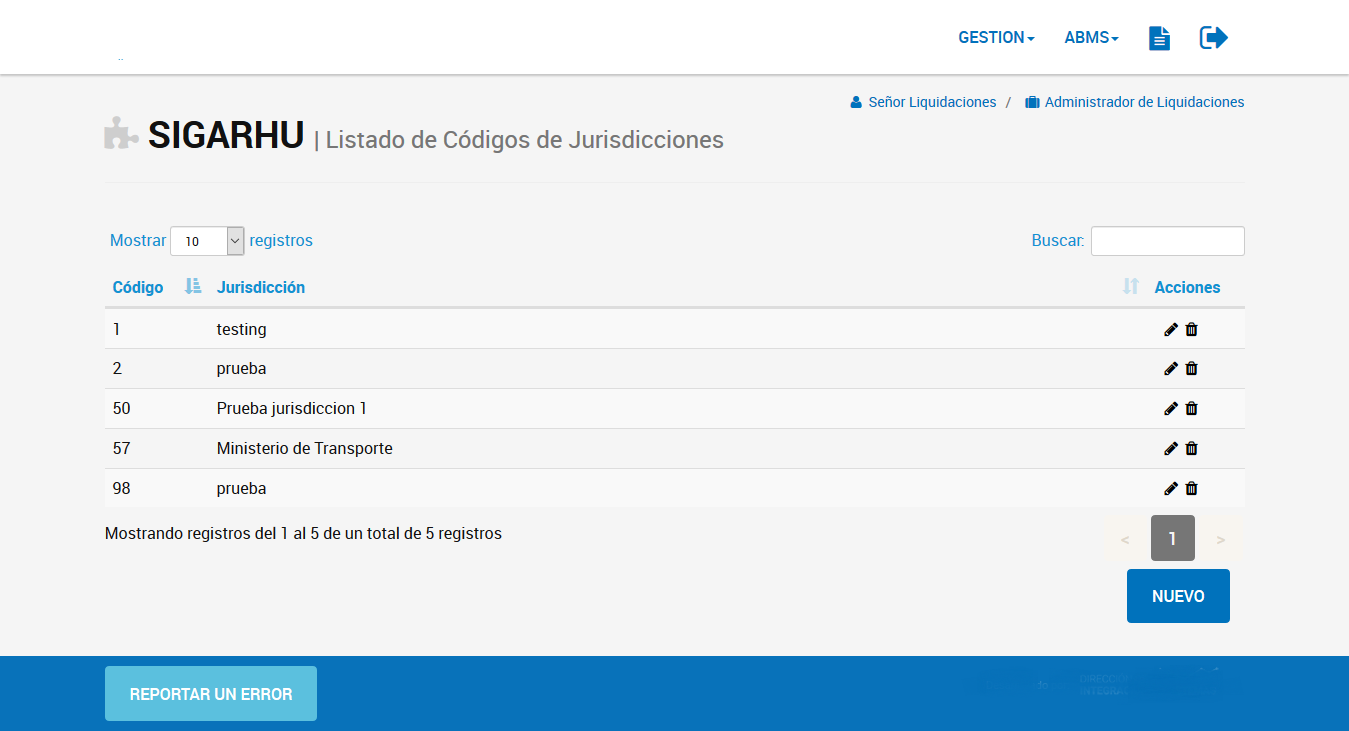 GESTION ABMS
Señor Liquidaciones / Administrador de Liquidaciones
SIGARHU | Listado de Códigos de Jurisdicciones
Mostrar 10 registros Buscar:
Código Jurisdicción Acciones
1 testing
2 prueba
50 Prueba jurisdiccion 1
57 Ministerio de Transporte
98 prueba
Mostrando registros del 1 al 5 de un total de 5 registros
< 1 >
NUEVO
REPORTAR UN ERROR